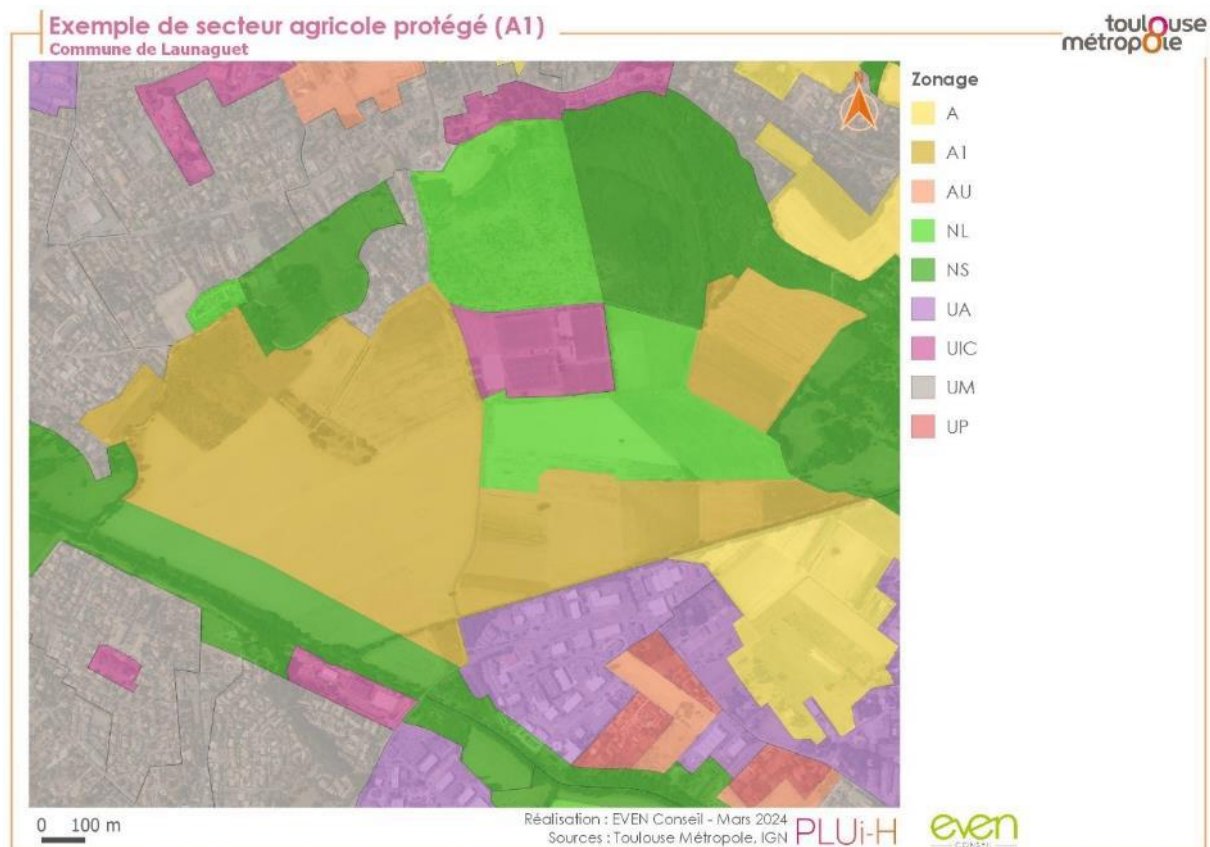 Exemple de secteur agricole protégé (A1)
Commune de Launaguet
toulouse
métropole
Zonage
N
A
A1
AU
NL
NS
UA
UIC
UM
UP
0 100 m
Réalisation : EVEN Conseil - Mars 2024
Sources : Toulouse Métropole, IGN
PLUi-H
even
CONSEIL